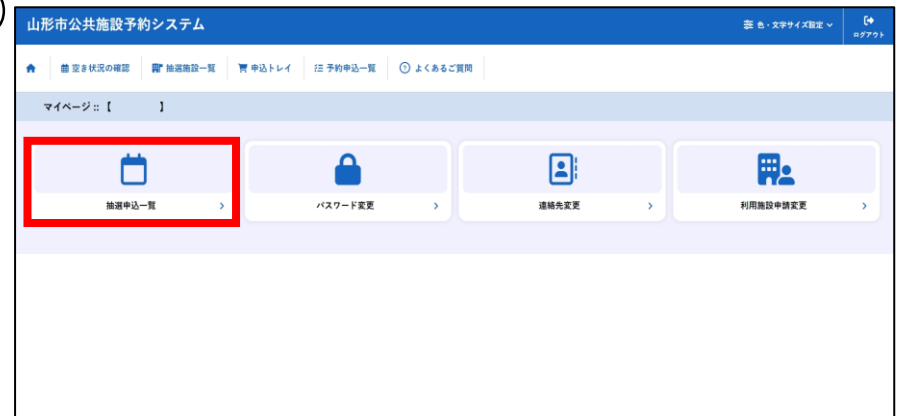 )
山形市公共施設予約システム
色・文字サイズ設定
ログアウト
空き状況の確認 抽選施設一覧 申込トレイ 予約申込一覧 ? よくあるご質問
マイページ :: 【 】
抽選申込一覧 > パスワード変更 > 連絡先変更 > 利用施設申請変更 >